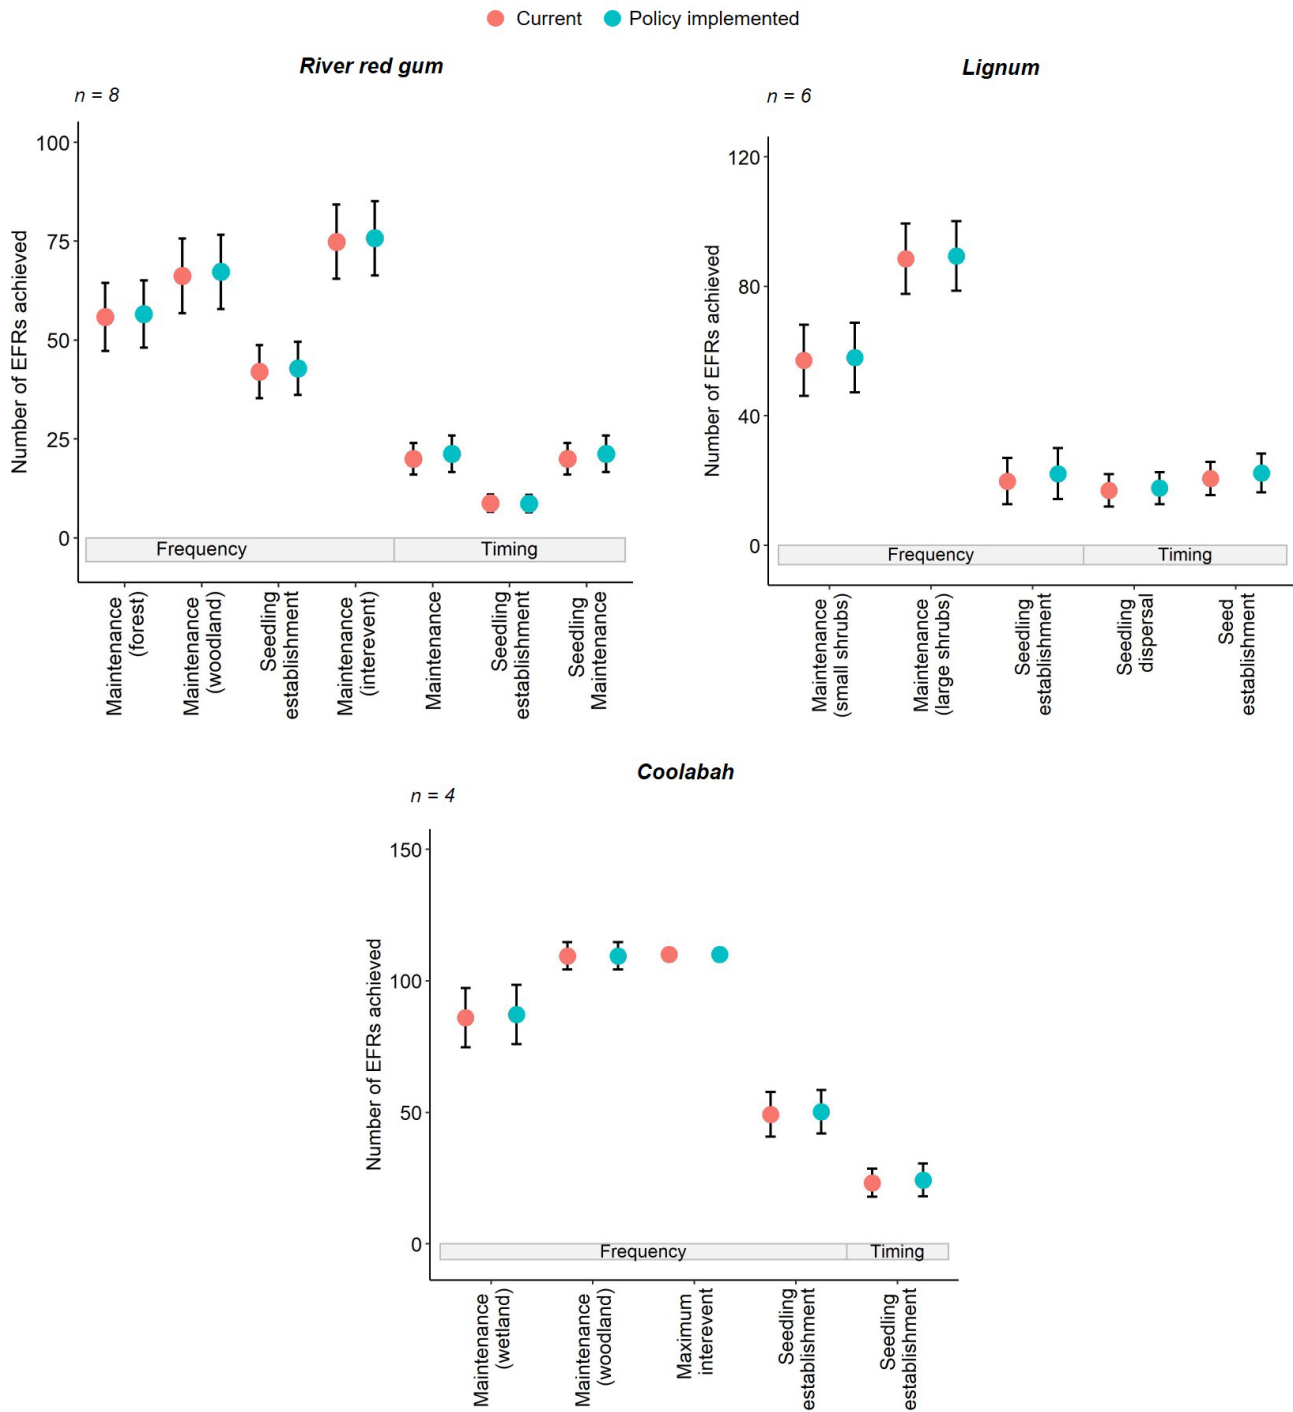 Current Policy implemented
River red gum
n = 8
Number of EFRs achieved
100
75
50
25
0
Frequency Timing
Maintenance
(forest)
Maintenance
(woodland)
Seedling
establishment
Maintenance
(interevent)
Maintenance
Seedling
establishment
Seedling
Maintenance
Lignum
n = 6
Number of EFRs achieved
120
80
40
0
Frequency Timing
Maintenance
(small shrubs)
Maintenance
(large shrubs)
Seedling
establishment
Seedling
dispersal
Seed
establishment
Coolabah
n = 4
Number of EFRs achieved
150
100
50
0
Frequency Timing
Maintenance
(wetland)
Maintenance
(woodland)
Maximum
interevent
Seedling
establishment
Seedling
establishment